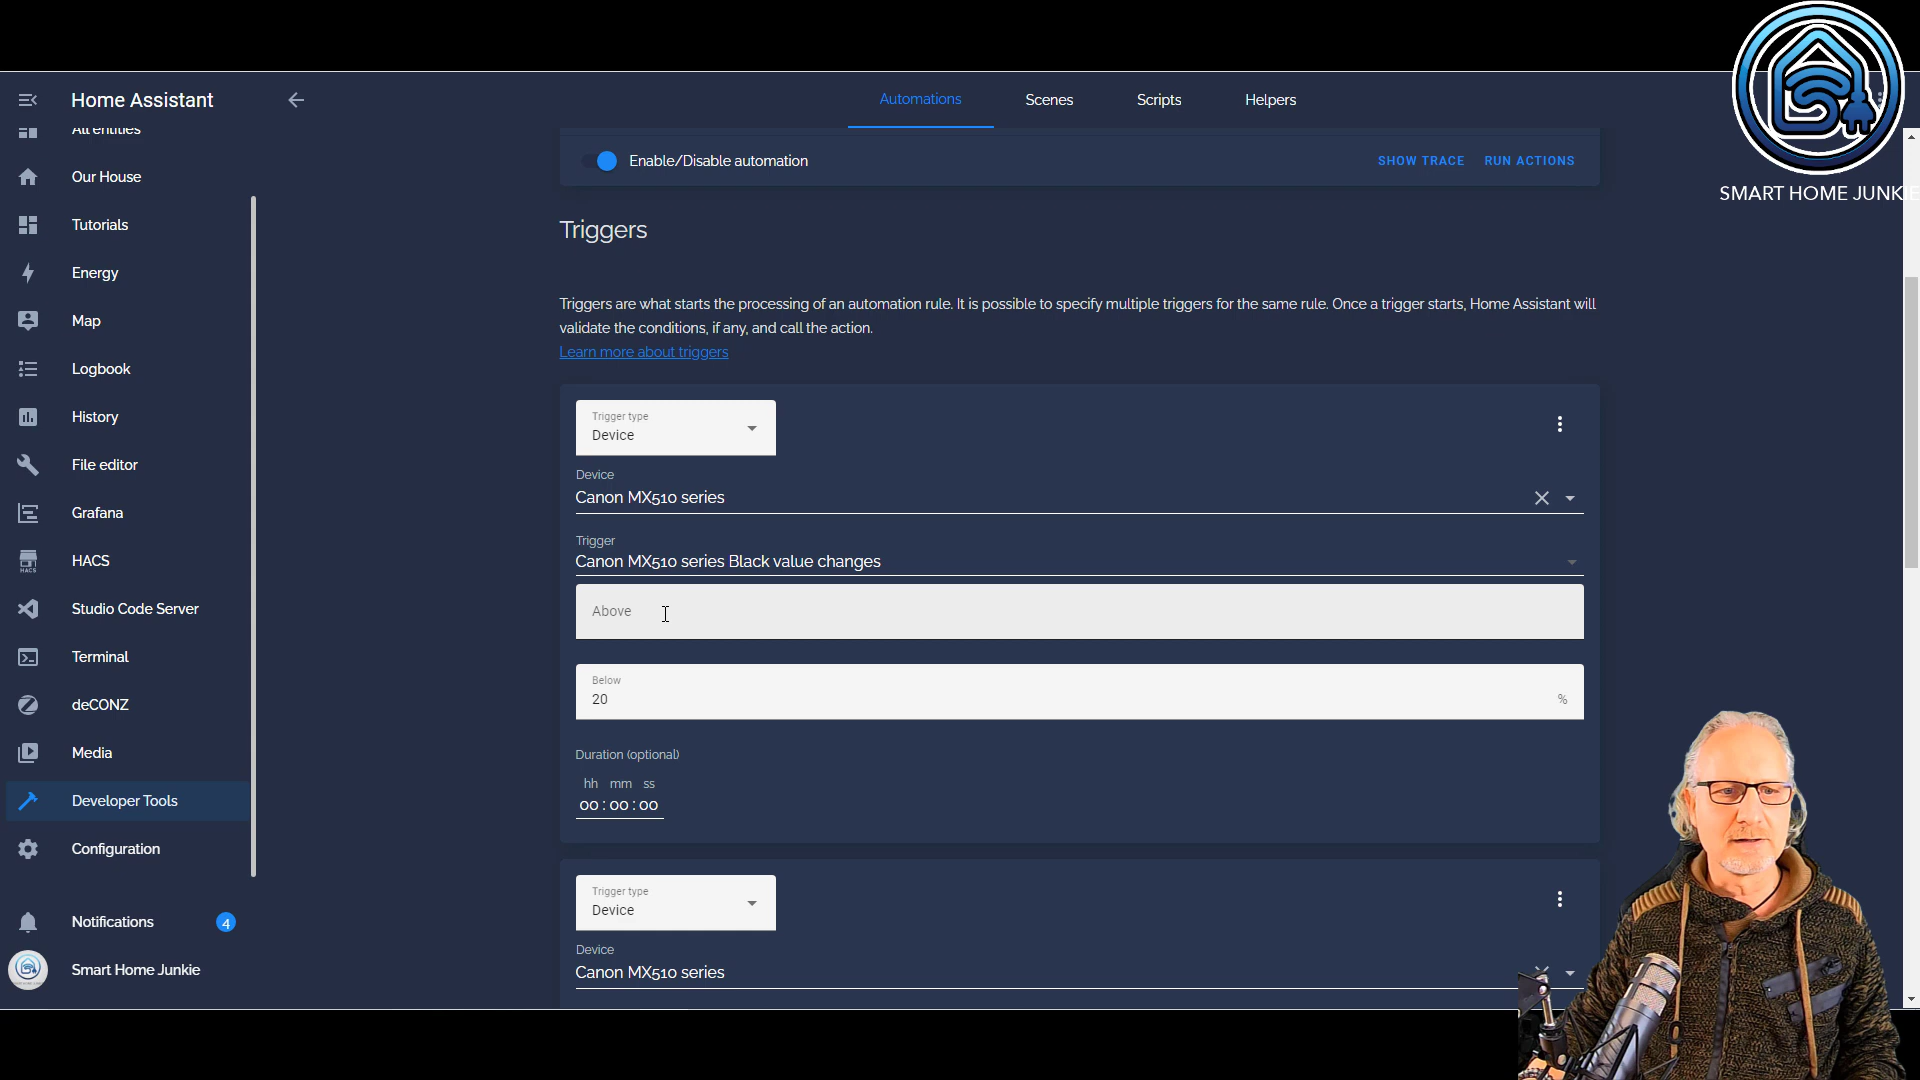 Home Assistant
Automations
Scenes
Scripts
Helpers
SMART HOME JUNKIE
All entities
Our House
Tutorials
Energy
Map
Logbook
History
File editor
Grafana
HACS
HACS
Studio Code Server
Terminal
deCONZ
Media
Developer Tools
Configuration
Notifications
4
Smart Home Junkie
Enable/Disable automation
SHOW TRACE
RUN ACTIONS
Triggers
Triggers are what starts the processing of an automation rule. It is possible to specify multiple triggers for the same rule. Once a trigger starts, Home Assistant will
validate the conditions, if any, and call the action.
Learn more about triggers
Trigger type
Device
Device
Canon MX510 series
Trigger
Canon MX510 series Black value changes
Above
Below
20
%
Duration (optional)
hh mm ss
00 : 00 : 00
Trigger type
Device
Device
Canon MX510 series